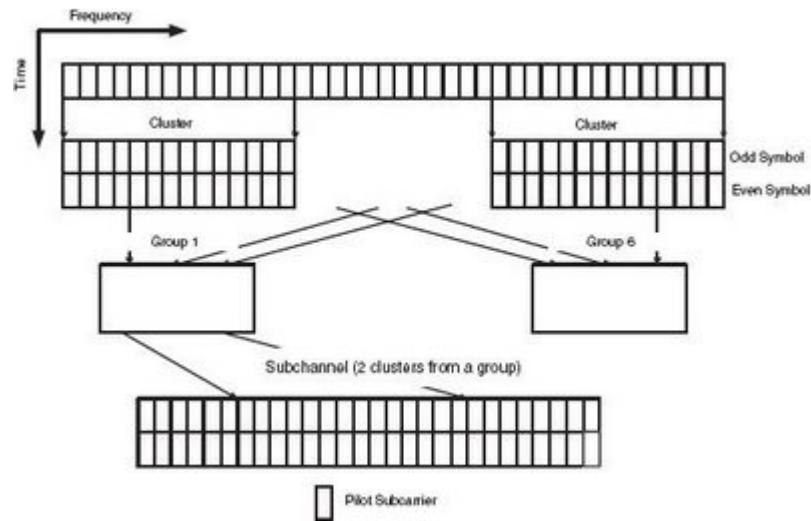 Frequency
Time
Cluster
Cluster
Odd Symbol
Even Symbol
Group 1
Group 6
Subchannel (2 clusters from a group)
Pilot Subcarrier